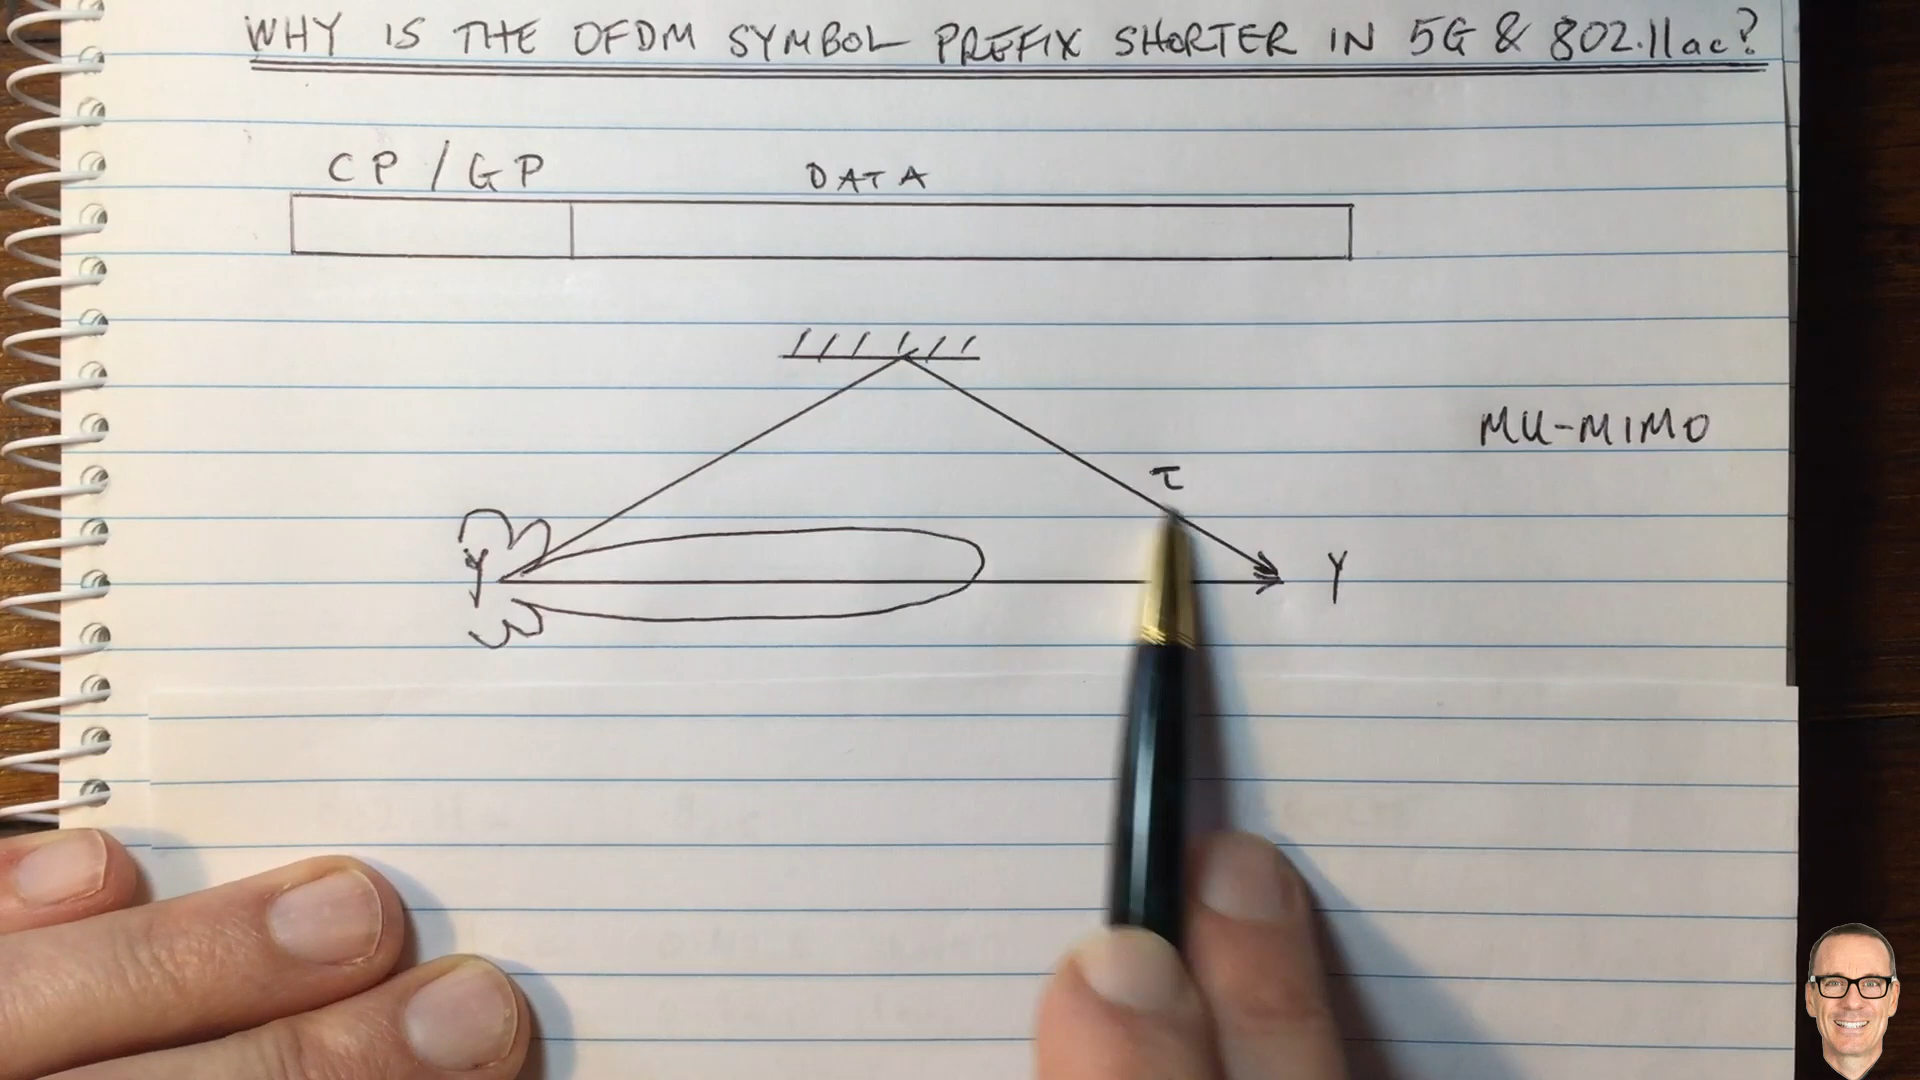 WHY IS THE OFDM SYMBOL PREFIX SHORTER IN 5G & 802.11ac?
CP / GP
DATA
MU-MIMO
τ
Y
Y